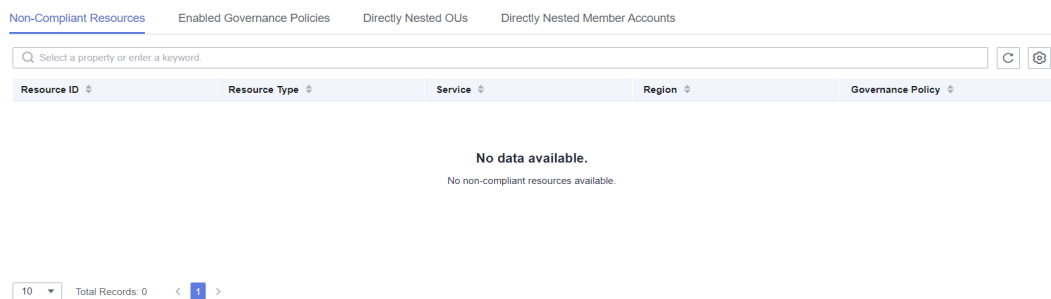 Non-Compliant Resources Enabled Governance Policies Directly Nested OUs Directly Nested Member Accounts
Select a property or enter a keyword.
Resource ID Resource Type Service Region Governance Policy
No data available.
No non-compliant resources available.
10 Total Records: 0 < 1 >